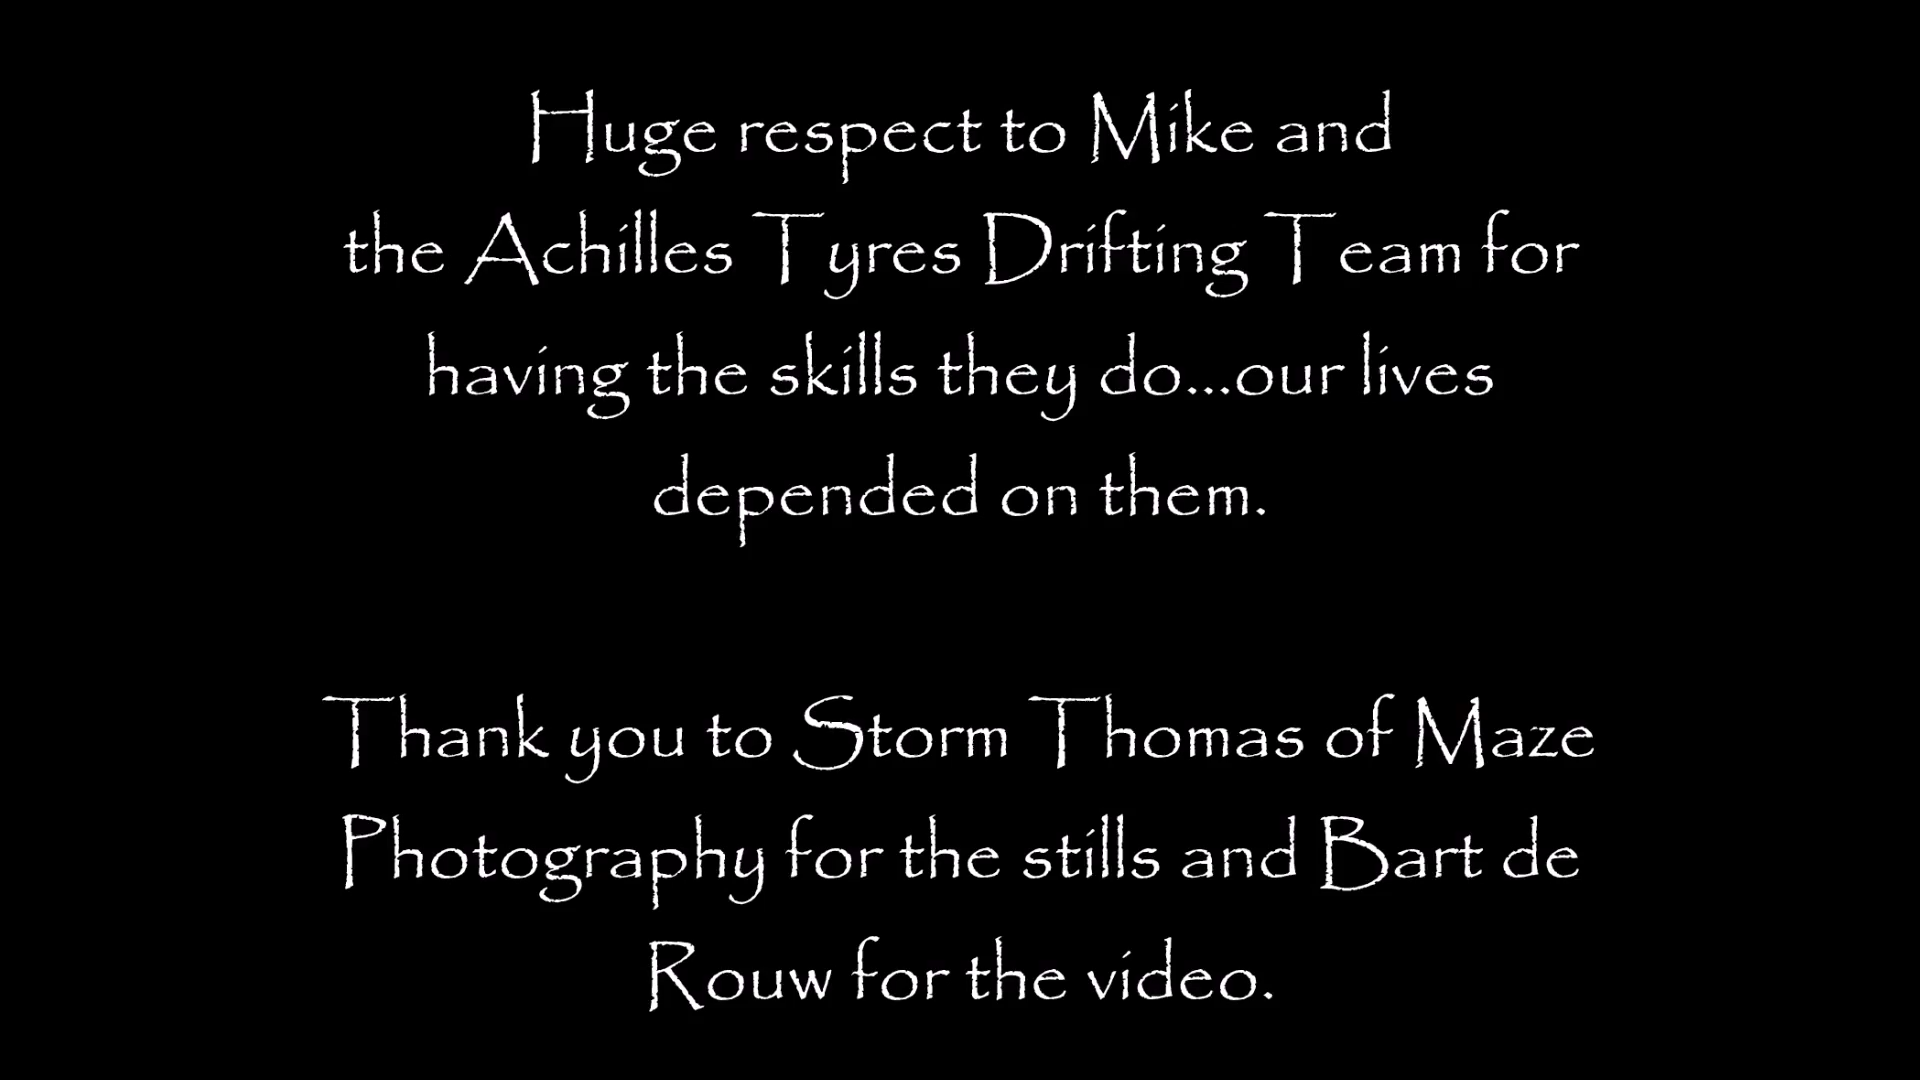 Huge respect to Mike and
the Achilles Tyres Drifting Team for
having the skills they do...our lives
depended on them.
Thank you to Storm Thomas of Maze
Photography for the stills and Bart de
Rouw for the video.